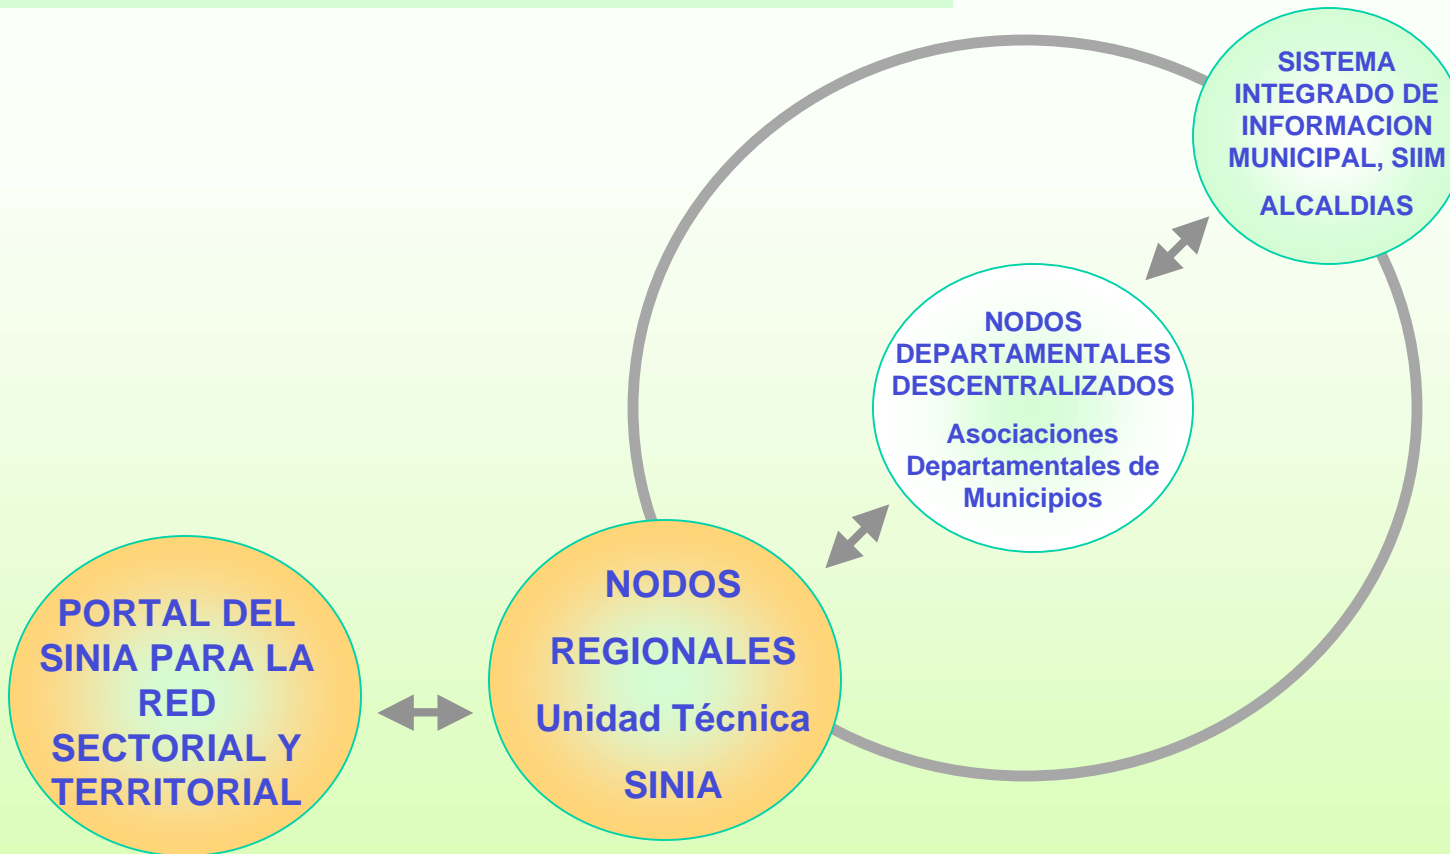 SISTEMA
INTEGRADO DE
INFORMACION
MUNICIPAL, SIIM
ALCALDIAS
NODOS
DEPARTAMENTALES
DESCENTRALIZADOS
Asociaciones
Departamentales de
Municipios
NODOS
REGIONALES
Unidad Técnica
SINIA
PORTAL DEL
SINIA PARA LA
RED
SECTORIAL Y
TERRITORIAL